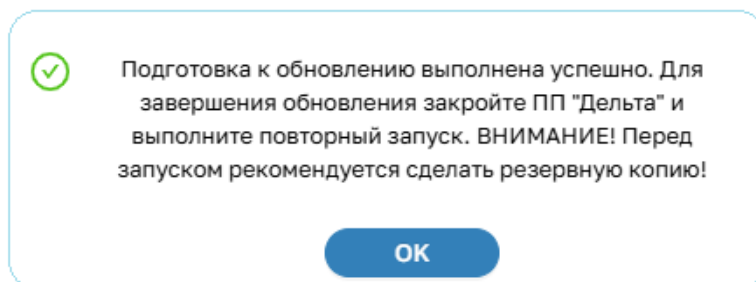 Подготовка к обновлению выполнена успешно. Для
завершения обновления закройте ПП "Дельта" и
выполните повторный запуск. ВНИМАНИЕ! Перед
запуском рекомендуется сделать резервную копию!
OK